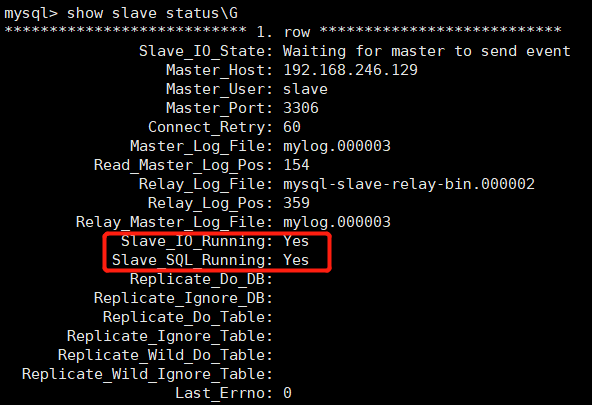 mysql> show slave status\G
*************************** 1. row ***************************
Slave_IO_State: Waiting for master to send event
Master_Host: 192.168.246.129
Master_User: slave
Master_Port: 3306
Connect_Retry: 60
Master_Log_File: mylog.000003
Read_Master_Log_Pos: 154
Relay_Log_File: mysql-slave-relay-bin.000002
Relay_Log_Pos: 359
Relay_Master_Log_File: mylog.000003
Slave_IO_Running: Yes
Slave_SQL_Running: Yes
Replicate_Do_DB:
Replicate_Ignore_DB:
Replicate_Do_Table:
Replicate_Ignore_Table:
Replicate_Wild_Do_Table:
Replicate_Wild_Ignore_Table:
Last_Errno: 0